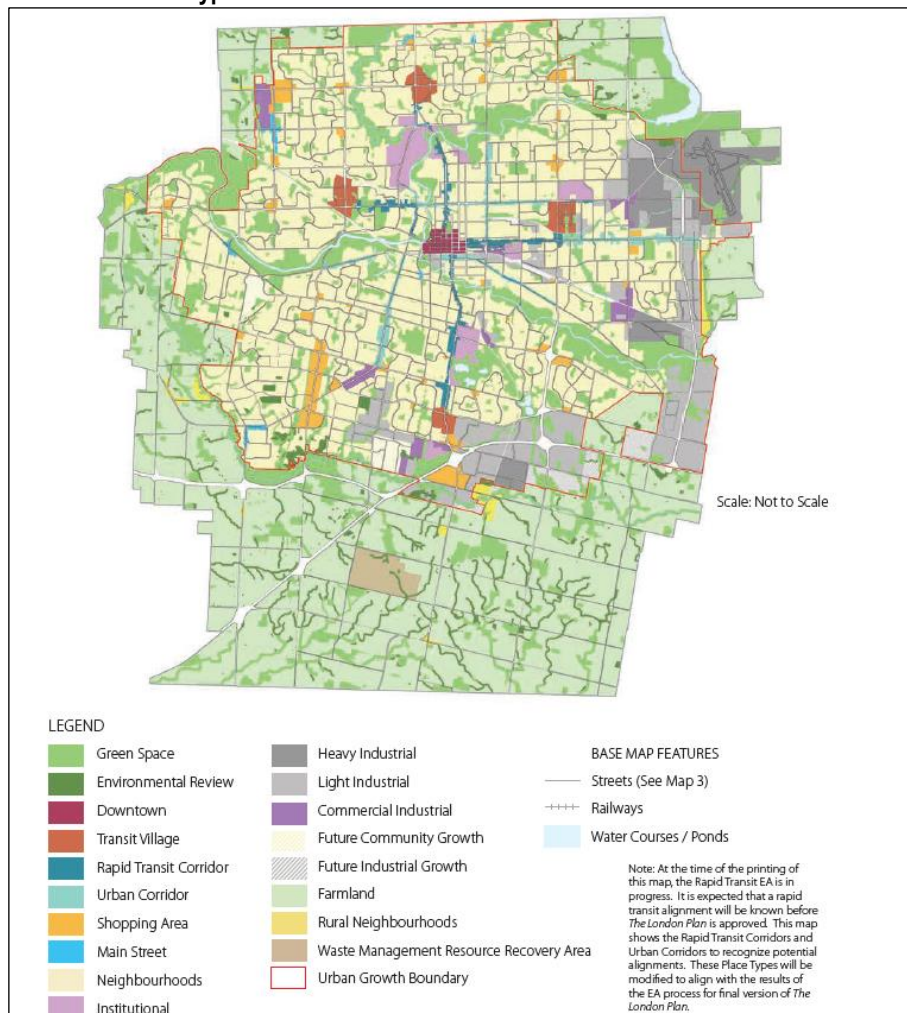 Scale: Not to Scale
LEGEND
Green Space
Environmental Review
Downtown
Transit Village
Rapid Transit Corridor
Urban Corridor
Shopping Area
Main Street
Neighbourhoods
Institutional
Heavy Industrial
Light Industrial
Commercial Industrial
Future Community Growth
Future Industrial Growth
Farmland
Rural Neighbourhoods
Waste Management Resource Recovery Area
Urban Growth Boundary
BASE MAP FEATURES
Streets (See Map 3)
Railways
Water Courses / Ponds
Note: At the time of the printing of
this map, the Rapid Transit EA is in
progress. It is expected that a rapid
transit alignment will be known before
The London Plan is approved. This map
shows the Rapid Transit Corridors and
Urban Corridors to recognize potential
alignments. These Place Types will be
modified to align with the results of
the EA process for final version of The
London Plan.